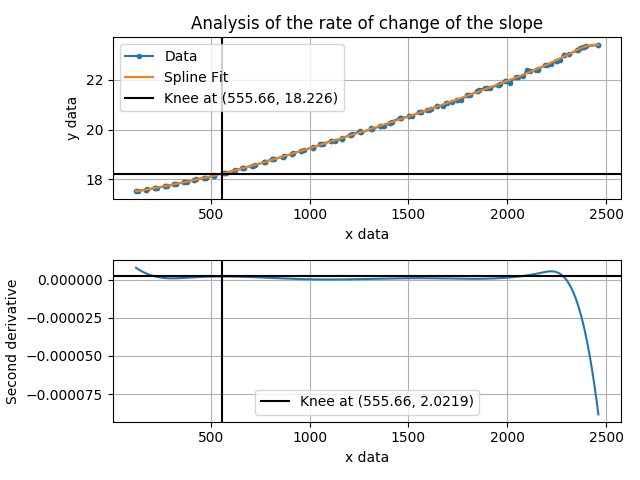 Analysis of the rate of change of the slope
Data
Spline Fit
Knee at (555.66, 18.226)
y data
22
20
18
500 1000 1500 2000 2500
x data
Second derivative
0.000000
−0.000025
−0.000050
−0.000075
Knee at (555.66, 2.0219)
500 1000 1500 2000 2500
x data